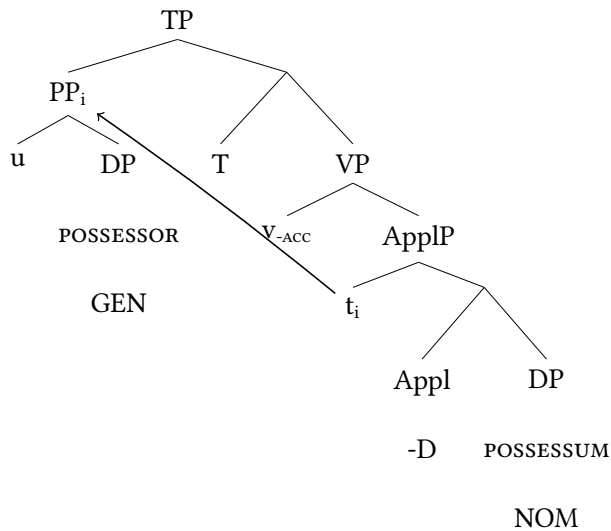 TP
PPi
u DP T VP
POSSESSOR v-ACC ApplP
GEN ti
Appl DP
-D POSSESSUM
NOM